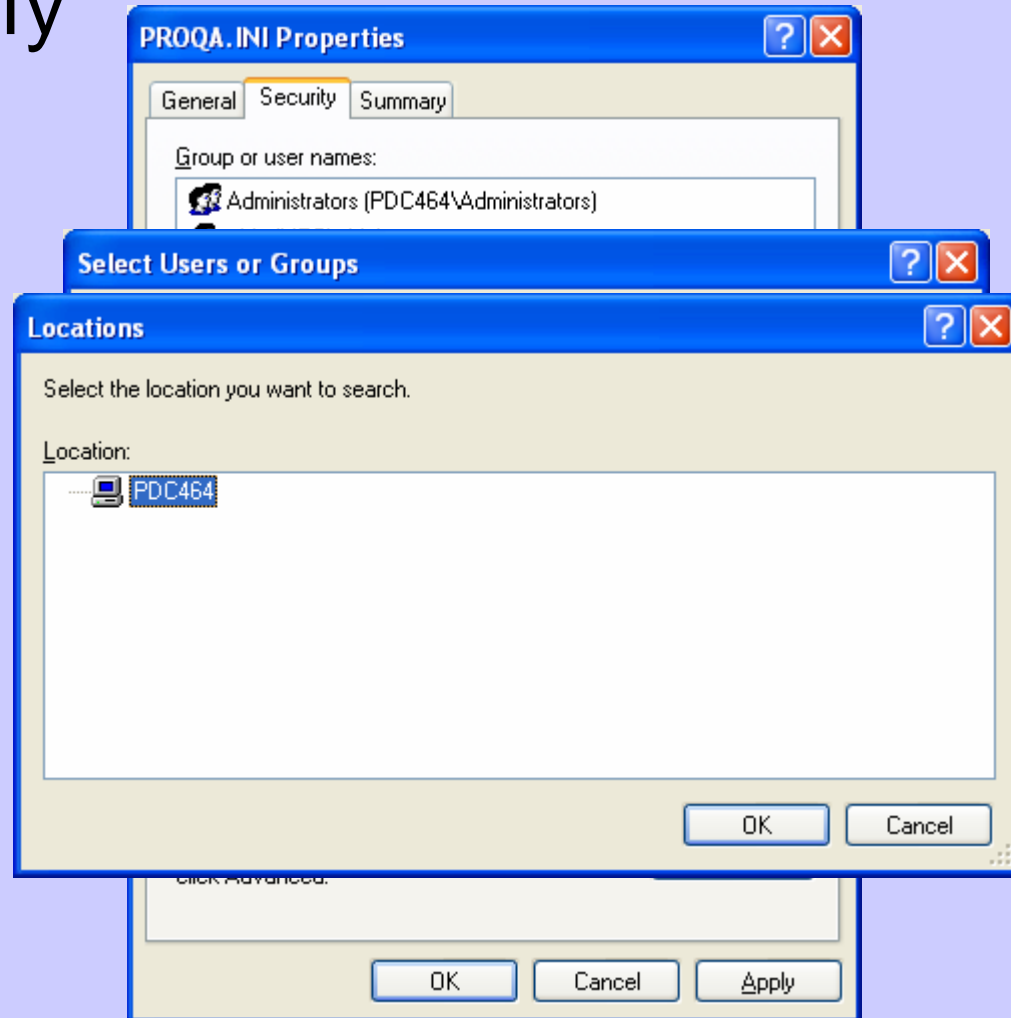 PROQA.INI Properties
General Security Summary
Group or user names:
Administrators (PDC464\Administrators)
Select Users or Groups
Locations
Select the location you want to search.
Location:
PDC464
OK Cancel
click Advanced.
OK Cancel Apply